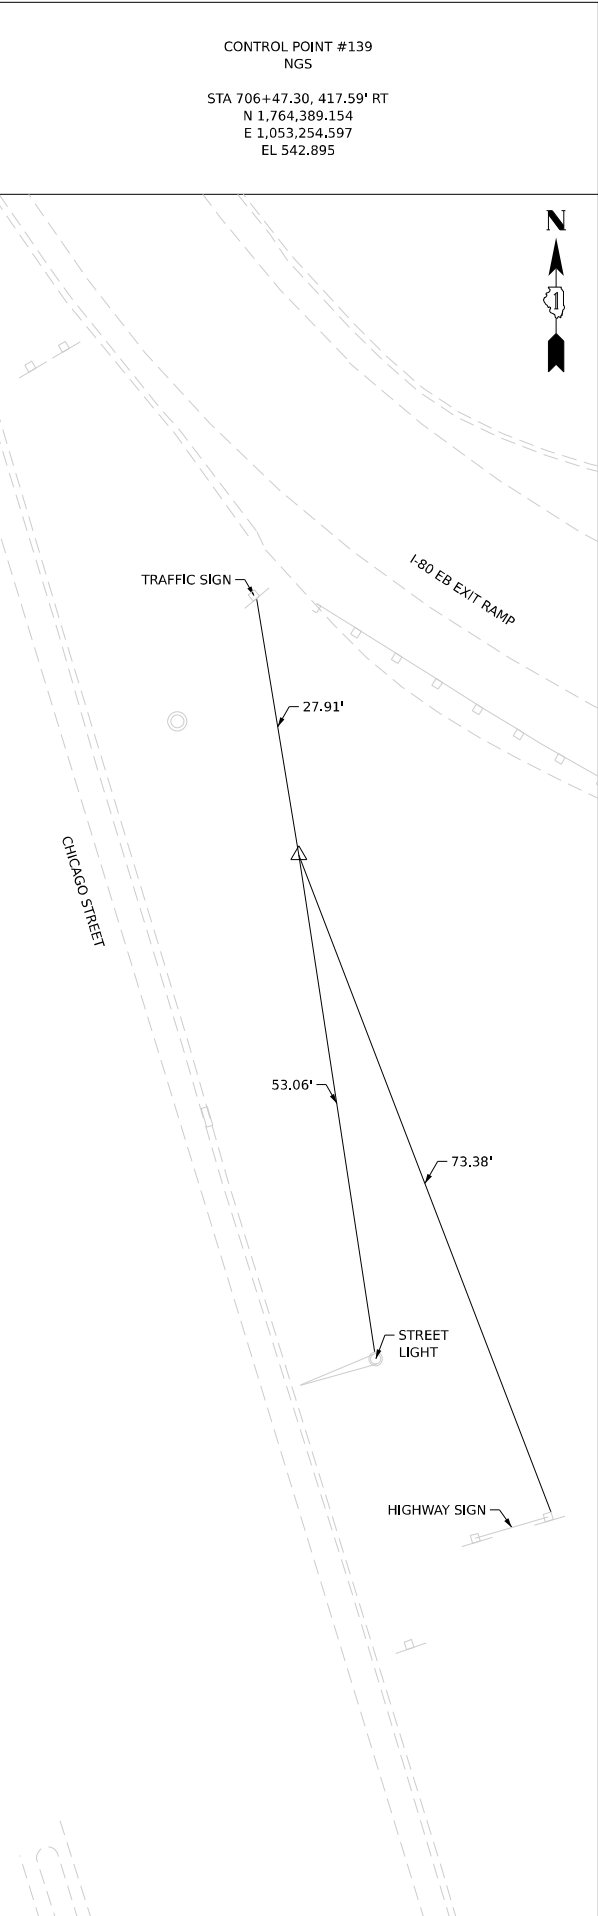 CONTROL POINT #139
NGS
STA 706+47.30, 417.59' RT
N 1,764,389.154
E 1,053,254.597
EL 542.895
N
1
I-80 EB EXIT RAMP
TRAFFIC SIGN
27.91'
CHICAGO STREET
53.06'
73.38'
STREET
LIGHT
HIGHWAY SIGN